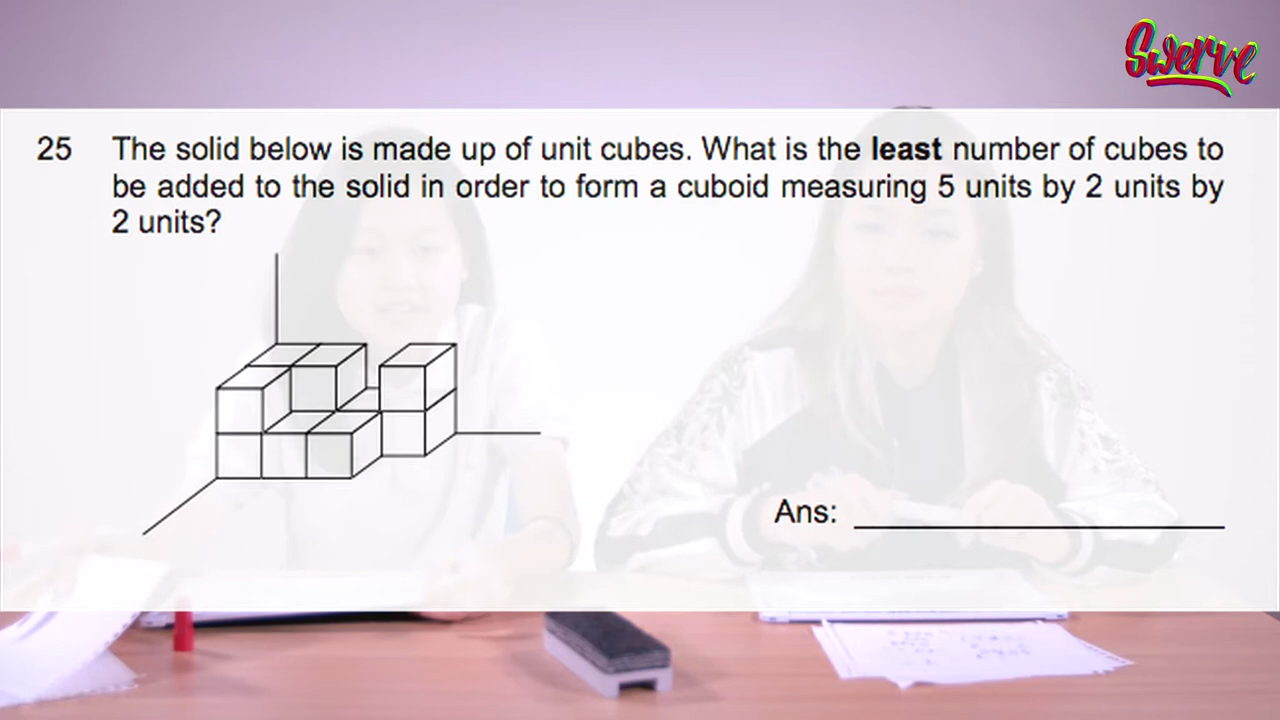 Swerve
25 The solid below is made up of unit cubes. What is the least number of cubes to
be added to the solid in order to form a cuboid measuring 5 units by 2 units by
2 units?
Ans: